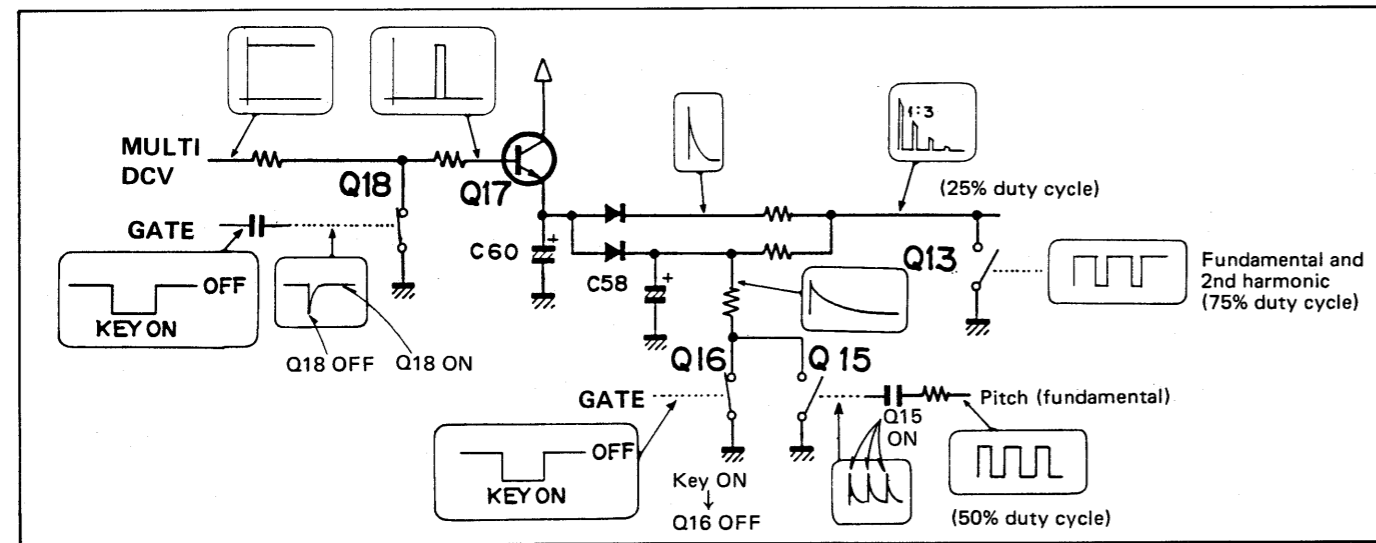 MULTI
DCV
Q18
Q17
1:3
(25% duty cycle)
GATE
OFF
KEY ON
Q18 OFF
Q18 ON
C60
+
C58
+
Q13
Fundamental and
2nd harmonic
(75% duty cycle)
Q16
Q15
GATE
OFF
KEY ON
Key ON
↓
Q16 OFF
Q15
ON
Pitch (fundamental)
(50% duty cycle)